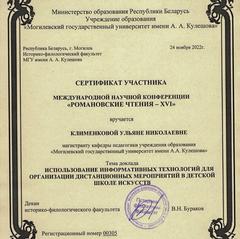 Министерство образования Республики Беларусь
Учреждение образования
«Могилевский государственный университет имени А. А. Кулешова»
Республика Беларусь, г. Могилев
Историко-филологический факультет
МГУ имени А. А. Кулешова
24 ноября 2022г.
СЕРТИФИКАТ УЧАСТНИКА
МЕЖДУНАРОДНОЙ НАУЧНОЙ КОНФЕРЕНЦИИ
«РОМАНОВСКИЕ ЧТЕНИЯ – XVI»
вручается
КЛИМЕНКОВОЙ УЛЬЯНЕ НИКОЛАЕВНЕ
магистранту кафедры педагогики учреждения образования
«Могилевский государственный университет имени А.А. Кулешова»
Тема доклада
ИСПОЛЬЗОВАНИЕ ИНФОРМАТИВНЫХ ТЕХНОЛОГИЙ ДЛЯ
ОРГАНИЗАЦИИ ДИСТАНЦИОННЫХ МЕРОПРИЯТИЙ В ДЕТСКОЙ
ШКОЛЕ ИСКУССТВ
Декан
историко-филологического факультета
В.Н. Бураков
Регистрационный номер 00305